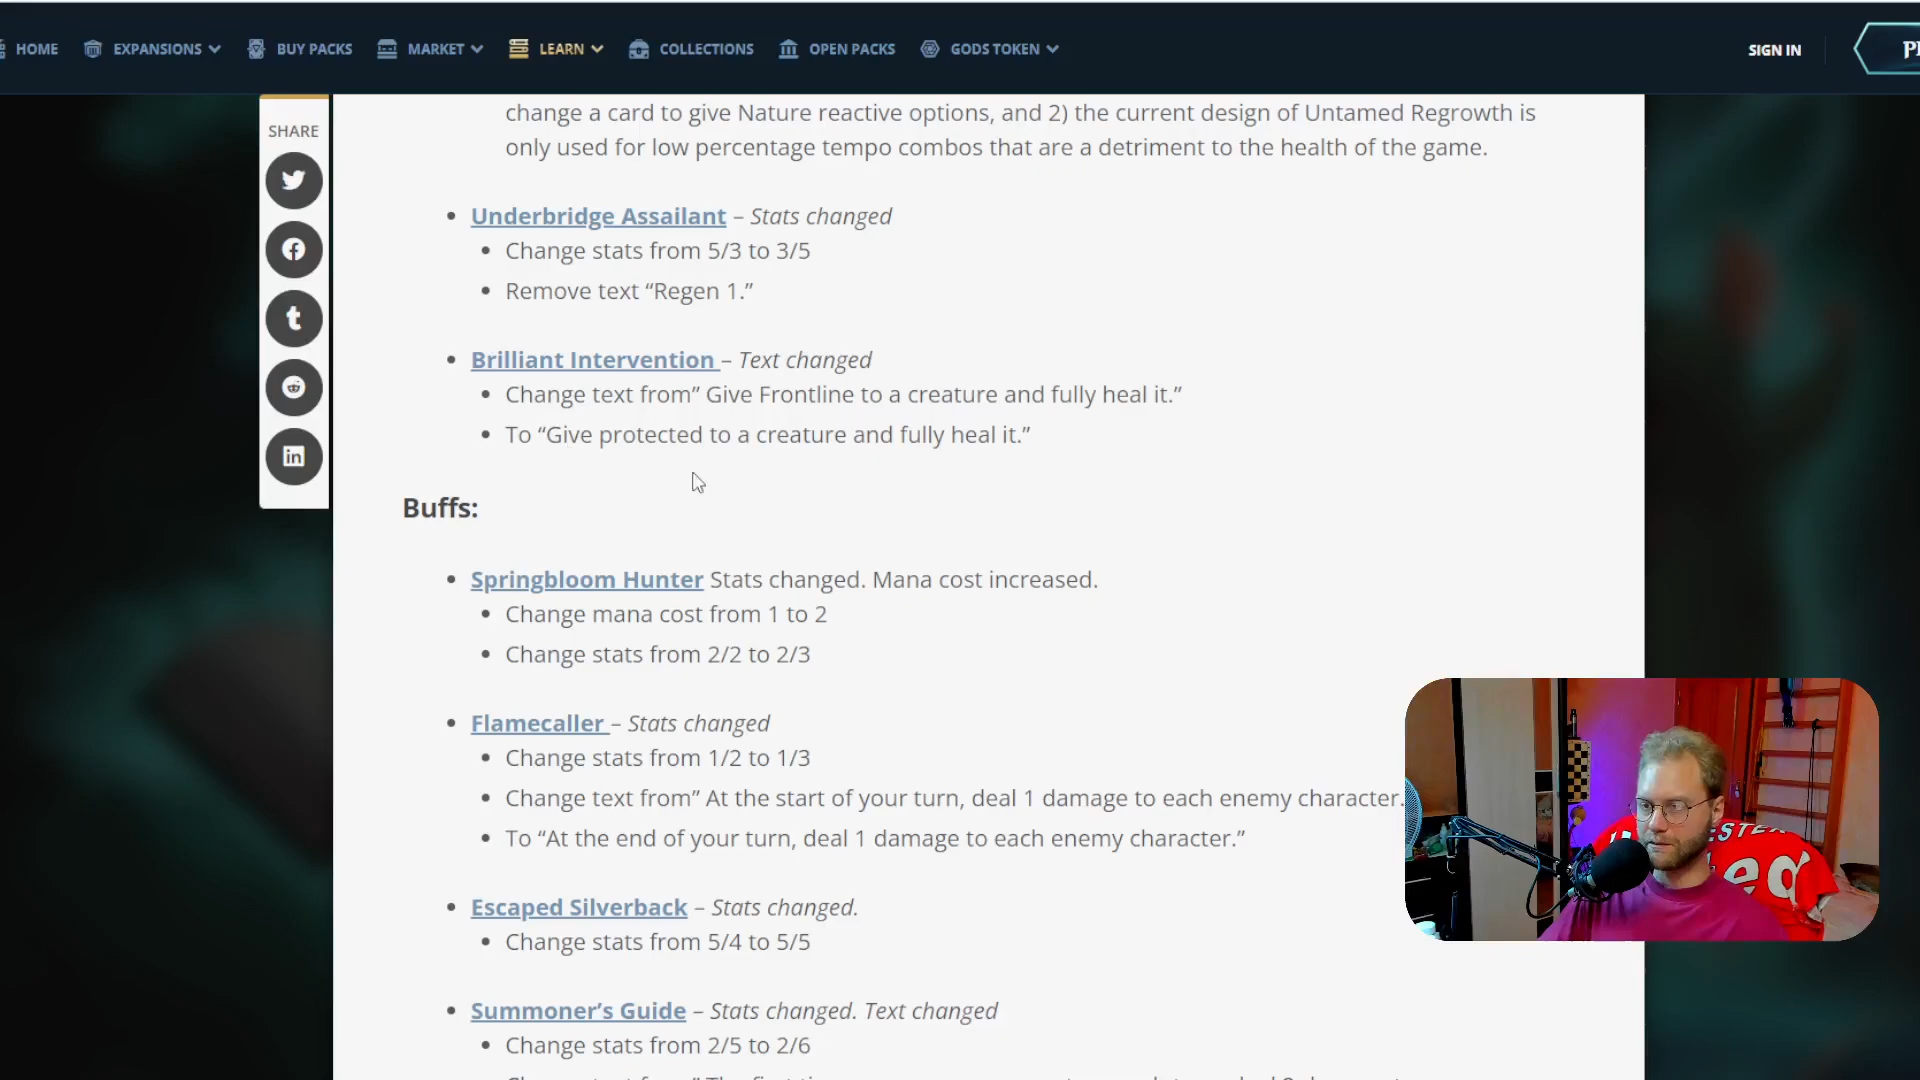 HOME EXPANSIONS BUY PACKS MARKET LEARN COLLECTIONS OPEN PACKS GODS TOKEN SIGN IN
SHARE
change a card to give Nature reactive options, and 2) the current design of Untamed Regrowth is
only used for low percentage tempo combos that are a detriment to the health of the game.
• Underbridge Assailant – Stats changed
• Change stats from 5/3 to 3/5
• Remove text “Regen 1.”
• Brilliant Intervention – Text changed
• Change text from” Give Frontline to a creature and fully heal it.”
• To “Give protected to a creature and fully heal it.”
Buffs:
• Springbloom Hunter Stats changed. Mana cost increased.
• Change mana cost from 1 to 2
• Change stats from 2/2 to 2/3
• Flamecaller – Stats changed
• Change stats from 1/2 to 1/3
• Change text from” At the start of your turn, deal 1 damage to each enemy character.
• To “At the end of your turn, deal 1 damage to each enemy character.”
• Escaped Silverback – Stats changed.
• Change stats from 5/4 to 5/5
• Summoner’s Guide – Stats changed. Text changed
• Change stats from 2/5 to 2/6